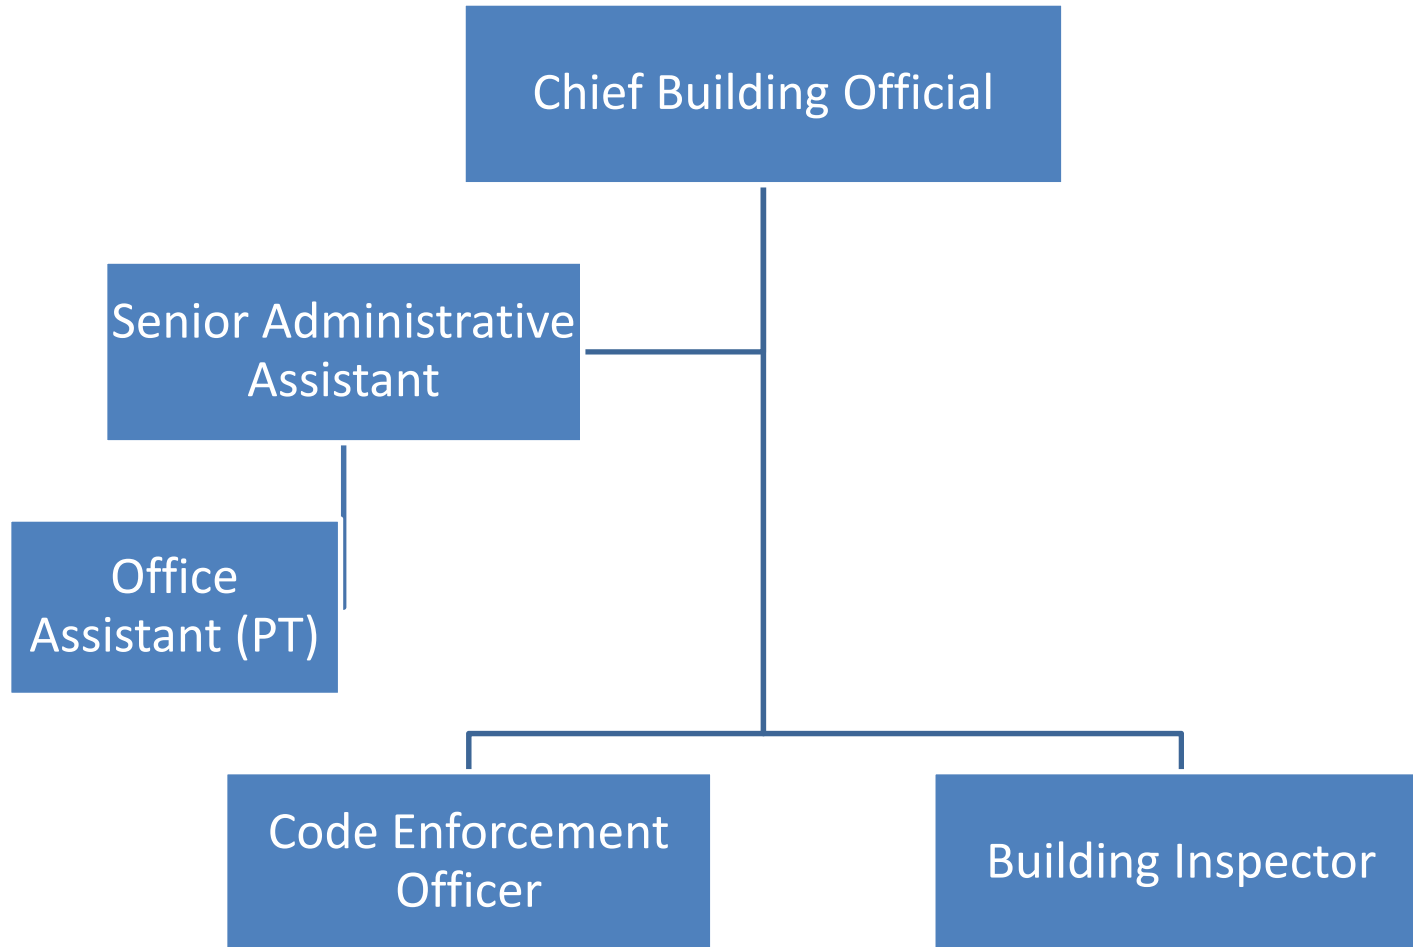 Chief Building Official
Senior Administrative
Assistant
Office
Assistant (PT)
Code Enforcement
Officer
Building Inspector